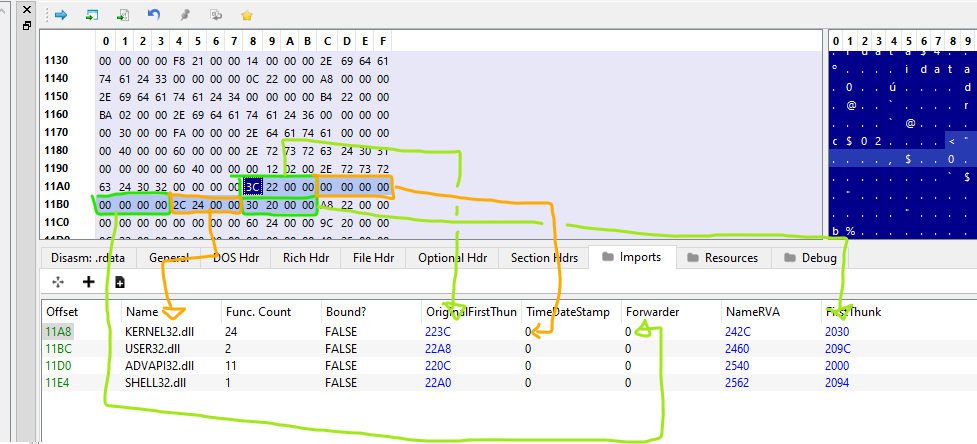 0 1 2 3 4 5 6 7 8 9 A B C D E F
0 1 2 3 4 5 6 7 8 9
1130 00 00 00 00 F8 21 00 00 14 00 00 00 2E 69 64 61
1140 74 61 24 33 00 00 00 00 0C 22 00 00 A8 00 00 00
1150 2E 69 64 61 74 61 24 34 00 00 00 00 B4 22 00 00
1160 BA 02 00 00 2E 69 64 61 74 61 24 36 00 00 00 00
1170 00 30 00 00 FA 00 00 00 2E 64 61 74 61 00 00 00
1180 00 40 00 00 60 00 00 00 2E 72 73 72 63 24 30 31
1190 00 00 00 00 60 40 00 00 00 12 02 00 2E 72 73 72
11A0 63 24 30 32 00 00 00 00 3C 22 00 00 00 00 00 00
11B0 00 00 00 00 2C 24 00 00 30 20 00 00 A8 22 00 00
11C0 00 00 00 00 00 00 00 00 60 24 00 00 9C 20 00 00
º . . . . i d a t a
. 0 . . ú . . . . d
. @ . . ` . . . . r
. . . . ` @ . . . .
c $ 0 2 . . . . < "
. . . . , $ . . 0
b %
Disasm: .rdata General DOS Hdr Rich Hdr File Hdr Optional Hdr Section Hdrs Imports Resources Debug
Offset Name Func. Count Bound? OriginalFirstThun TimeDateStamp Forwarder NameRVA FirstThunk
11A8 KERNEL32.dll 24 FALSE 223C 0 0 242C 2030
11BC USER32.dll 2 FALSE 22A8 0 0 2460 209C
11D0 ADVAPI32.dll 11 FALSE 220C 0 0 2540 2000
11E4 SHELL32.dll 1 FALSE 22A0 0 0 2562 2094